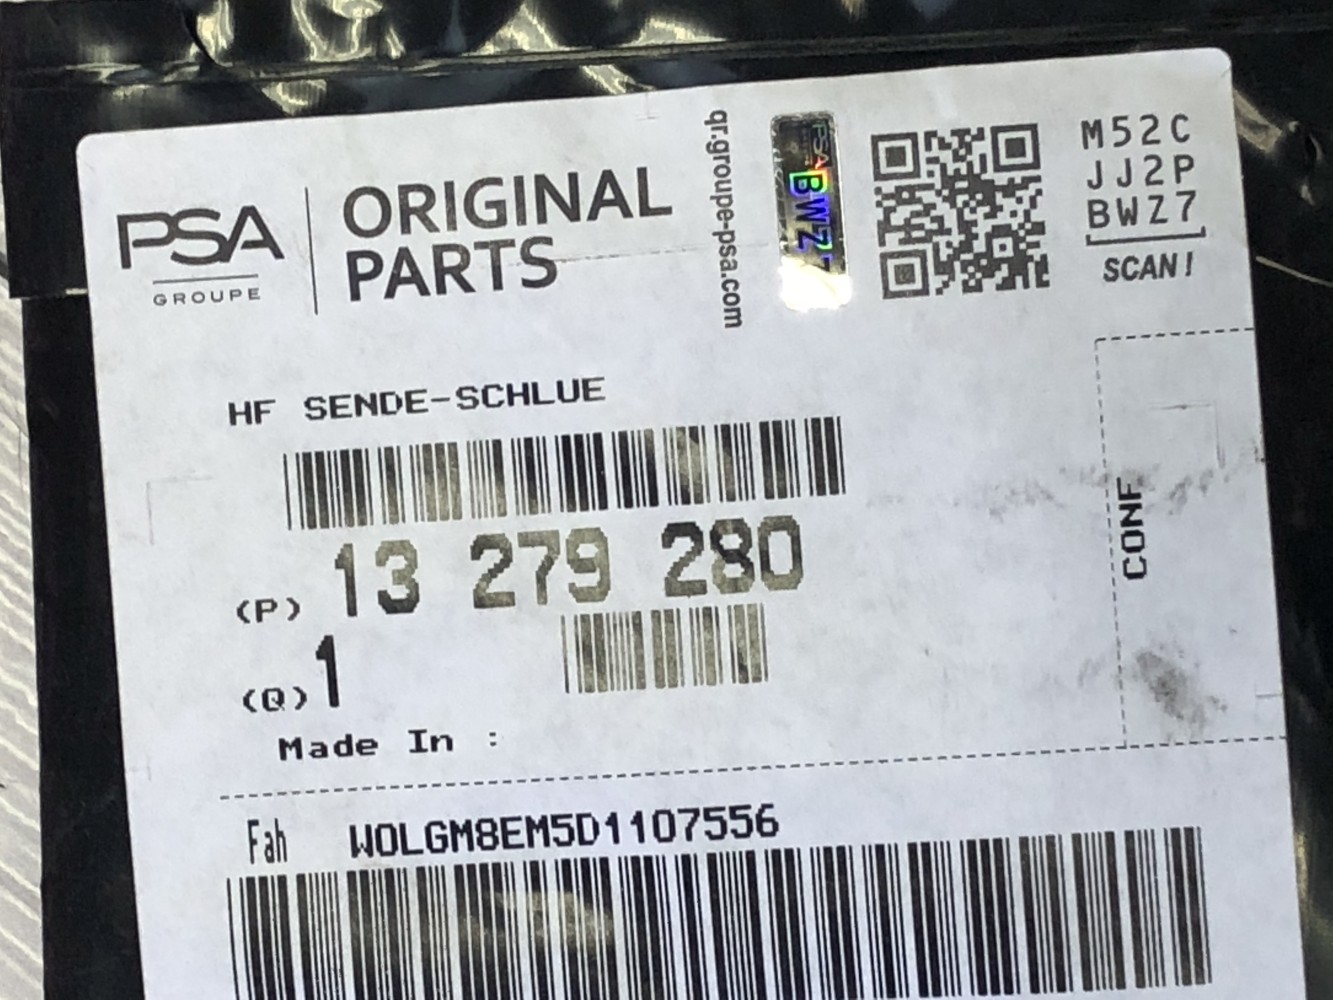 PSA
GROUPE
ORIGINAL
PARTS
qr.groupe-psa.com
PSA
BWZ7
M52C
JJ2P
BWZ7
SCAN!
HF SENDE-SCHLUE
(P) 13 279 280
(Q) 1
Made In :
CONF
Fah W0LGM8EM5D1107556